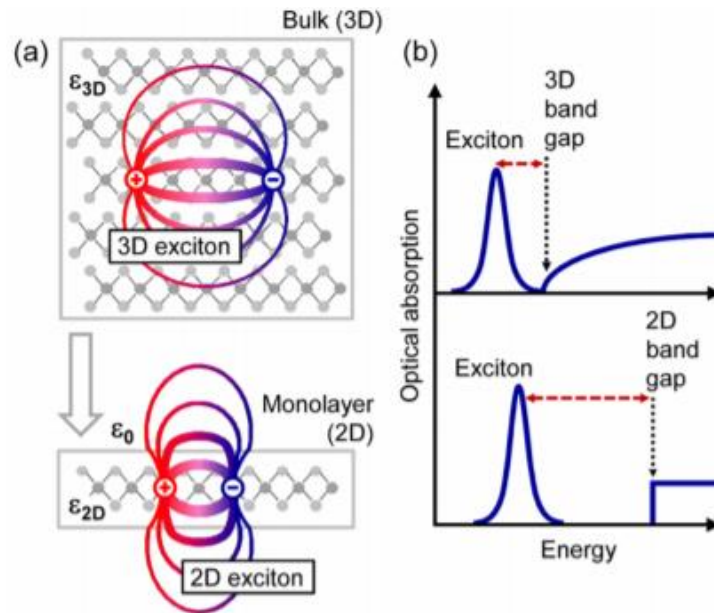 Bulk (3D)
(a)
ε3D
+
−
3D exciton
Monolayer
(2D)
ε0
+
−
ε2D
2D exciton
(b)
3D
band
gap
Exciton
Optical absorption
2D
band
gap
Exciton
Energy